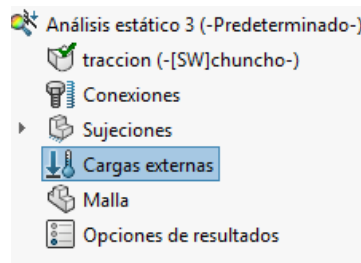 Análisis estático 3 (-Predeterminado-)
traccion (-[SW]chuncho-)
Conexiones
Sujeciones
Cargas externas
Malla
Opciones de resultados